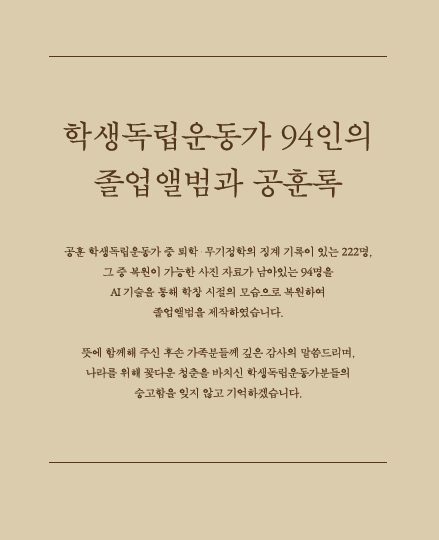 학생독립운동가 94인의
졸업앨범과 공훈록
공훈 학생독립운동가 중 퇴학·무기정학의 징계 기록이 있는 222명,
그 중 복원이 가능한 사진 자료가 남아있는 94명을
AI 기술을 통해 학창 시절의 모습으로 복원하여
졸업앨범을 제작하였습니다.
뜻에 함께해 주신 후손 가족분들께 깊은 감사의 말씀드리며,
나라를 위해 꽃다운 청춘을 바치신 학생독립운동가분들의
숭고함을 잊지 않고 기억하겠습니다.